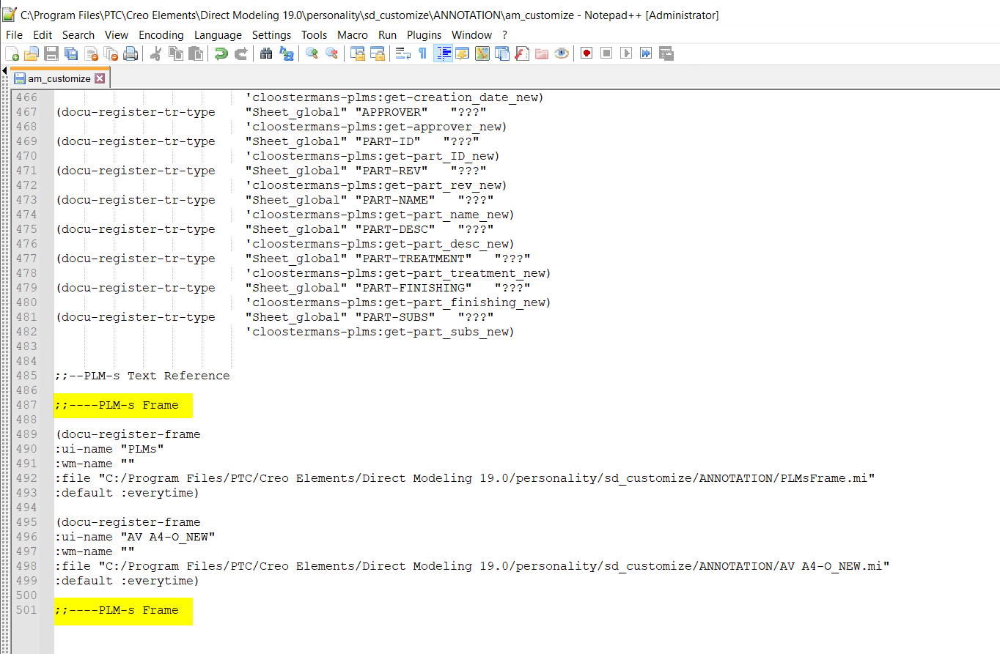 C:\Program Files\PTC\Creo Elements\Direct Modeling 19.0\personality\sd_customize\ANNOTATION\am_customize - Notepad++ [Administrator]
File Edit Search View Encoding Language Settings Tools Macro Run Plugins Window ?
am_customize
466 'cloostermans-plms:get-creation_date_new)
467 (docu-register-tr-type "Sheet_global" "APPROVER" "???"
468 'cloostermans-plms:get-approver_new)
469 (docu-register-tr-type "Sheet_global" "PART-ID" "???"
470 'cloostermans-plms:get-part_ID_new)
471 (docu-register-tr-type "Sheet_global" "PART-REV" "???"
472 'cloostermans-plms:get-part_rev_new)
473 (docu-register-tr-type "Sheet_global" "PART-NAME" "???"
474 'cloostermans-plms:get-part_name_new)
475 (docu-register-tr-type "Sheet_global" "PART-DESC" "???"
476 'cloostermans-plms:get-part_desc_new)
477 (docu-register-tr-type "Sheet_global" "PART-TREATMENT" "???"
478 'cloostermans-plms:get-part_treatment_new)
479 (docu-register-tr-type "Sheet_global" "PART-FINISHING" "???"
480 'cloostermans-plms:get-part_finishing_new)
481 (docu-register-tr-type "Sheet_global" "PART-SUBS" "???"
482 'cloostermans-plms:get-part_subs_new)
483
484
485 ;;--PLM-s Text Reference
486
487 ;;----PLM-s Frame
488
489 (docu-register-frame
490 :ui-name "PLMs"
491 :wm-name ""
492 :file "C:/Program Files/PTC/Creo Elements/Direct Modeling 19.0/personality/sd_customize/ANNOTATION/PLMsFrame.mi"
493 :default :everytime)
494
495 (docu-register-frame
496 :ui-name "AV A4-O_NEW"
497 :wm-name ""
498 :file "C:/Program Files/PTC/Creo Elements/Direct Modeling 19.0/personality/sd_customize/ANNOTATION/AV A4-O_NEW.mi"
499 :default :everytime)
500
501 ;;----PLM-s Frame